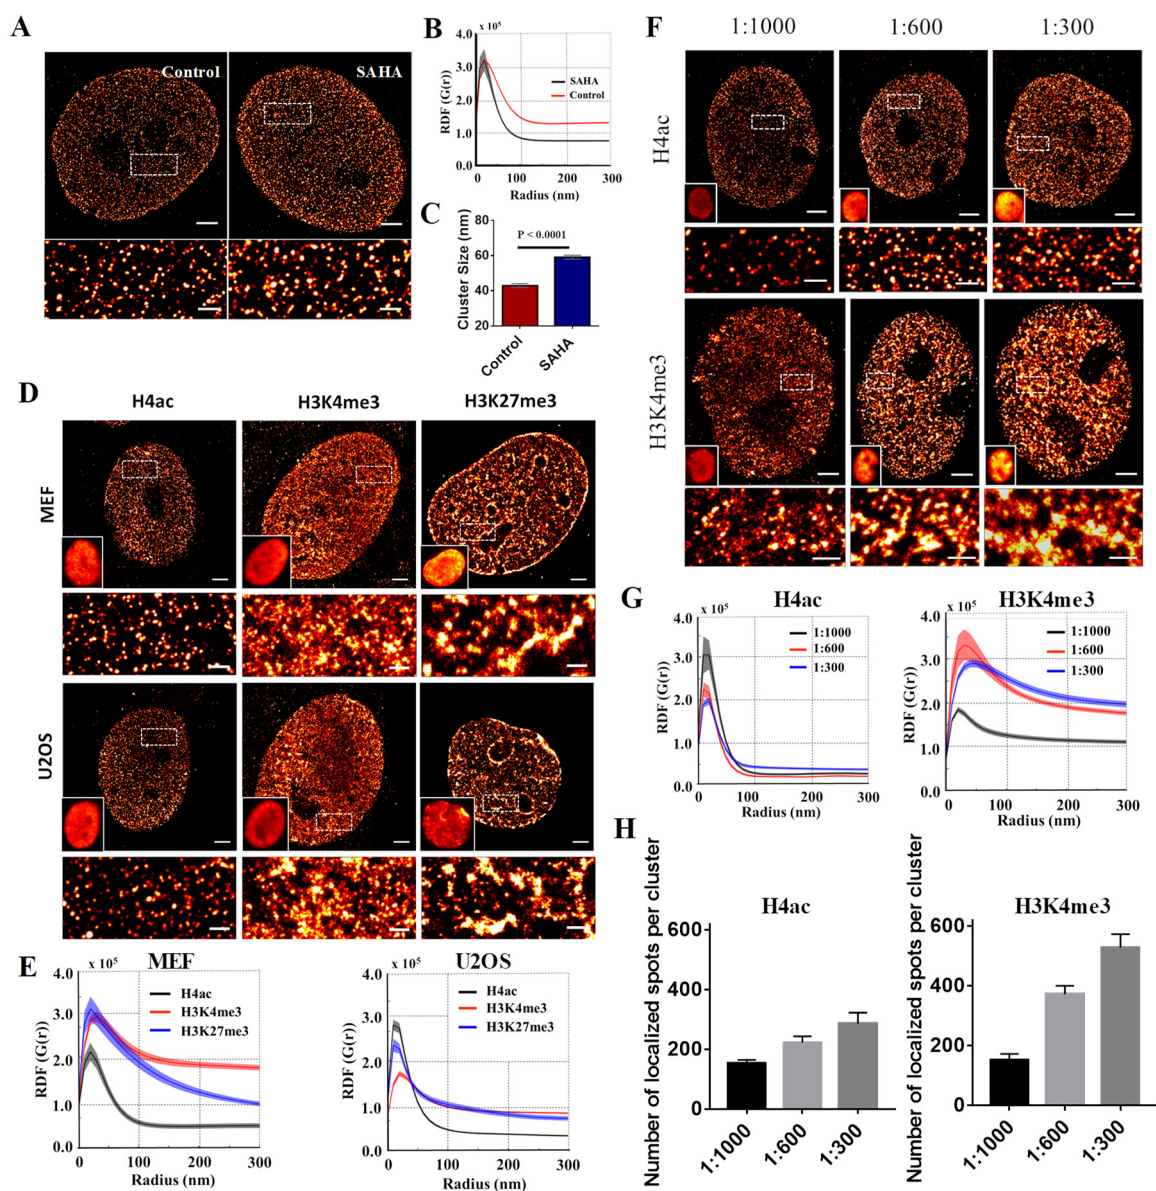 A
Control
SAHA
B
x 10⁵
4.0
3.0
2.0
1.0
0.0
RDF (G(r))
SAHA
Control
0
100
200
300
Radius (nm)
C
Cluster Size (nm)
80
60
40
20
P < 0.0001
Control
SAHA
D
H4ac
H3K4me3
H3K27me3
MEF
U2OS
E
x 10⁵
MEF
4.0
3.0
2.0
1.0
0.0
RDF (G(r))
H4ac
H3K4me3
H3K27me3
0
100
200
300
Radius (nm)
x 10⁵
U2OS
4.0
3.0
2.0
1.0
0.0
RDF (G(r))
H4ac
H3K4me3
H3K27me3
0
100
200
300
Radius (nm)
F
1:1000
1:600
1:300
H4ac
H3K4me3
G
x 10⁵
H4ac
4.0
3.0
2.0
1.0
0.0
RDF (G(r))
1:1000
1:600
1:300
0
100
200
300
Radius (nm)
x 10⁵
H3K4me3
4.0
3.0
2.0
1.0
0.0
RDF (G(r))
1:1000
1:600
1:300
0
100
200
300
Radius (nm)
H
Number of localized spots per cluster
H4ac
600
400
200
0
1:1000
1:600
1:300
Number of localized spots per cluster
H3K4me3
600
400
200
0
1:1000
1:600
1:300